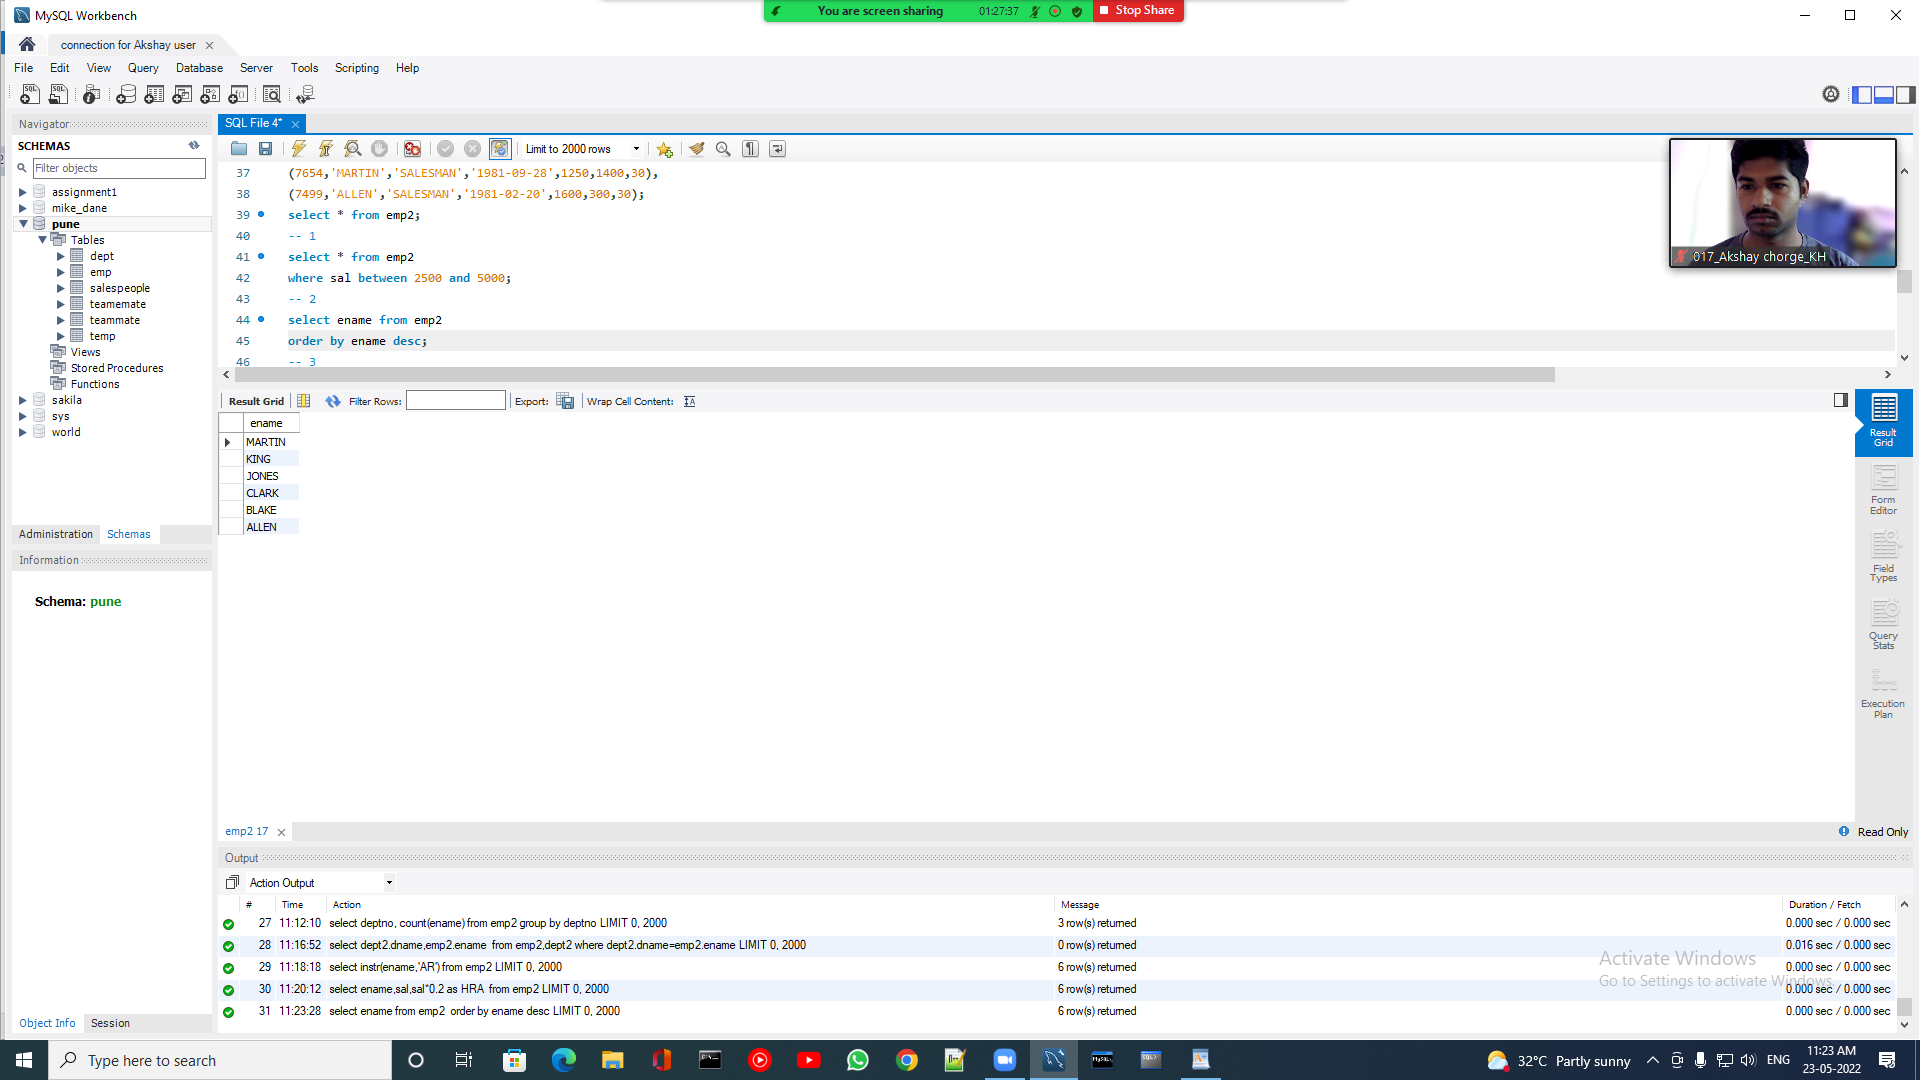 MySQL Workbench
You are screen sharing 01:27:37 Stop Share
connection for Akshay user
File Edit View Query Database Server Tools Scripting Help
Navigator
SQL File 4*
SCHEMAS
Filter objects
Limit to 2000 rows
assignment1
mike_dane
pune
Tables
dept
emp
salespeople
teamemate
teammate
temp
Views
Stored Procedures
Functions
sakila
sys
world
37 (7654,'MARTIN','SALESMAN','1981-09-28',1250,1400,30),
38 (7499,'ALLEN','SALESMAN','1981-02-20',1600,300,30);
39 select * from emp2;
40 -- 1
41 select * from emp2
42 where sal between 2500 and 5000;
43 -- 2
44 select ename from emp2
45 order by ename desc;
46 -- 3
017_Akshay chorge_KH
Result Grid Filter Rows: Export: Wrap Cell Content:
ename
MARTIN
KING
JONES
CLARK
BLAKE
ALLEN
Result Grid
Form Editor
Field Types
Query Stats
Execution Plan
Administration Schemas
Information
Schema: pune
emp2 17
Read Only
Output
Action Output
# Time Action Message Duration / Fetch
27 11:12:10 select deptno, count(ename) from emp2 group by deptno LIMIT 0, 2000 3 row(s) returned 0.000 sec / 0.000 sec
28 11:16:52 select dept2.dname,emp2.ename from emp2,dept2 where dept2.dname=emp2.ename LIMIT 0, 2000 0 row(s) returned 0.016 sec / 0.000 sec
29 11:18:18 select instr(ename,'AR') from emp2 LIMIT 0, 2000 6 row(s) returned 0.000 sec / 0.000 sec
30 11:20:12 select ename,sal,sal*0.2 as HRA from emp2 LIMIT 0, 2000 6 row(s) returned 0.000 sec / 0.000 sec
31 11:23:28 select ename from emp2 order by ename desc LIMIT 0, 2000 6 row(s) returned 0.000 sec / 0.000 sec
Activate Windows
Go to Settings to activate Windows.
Object Info Session
Type here to search
32°C Partly sunny
ENG
11:23 AM
23-05-2022